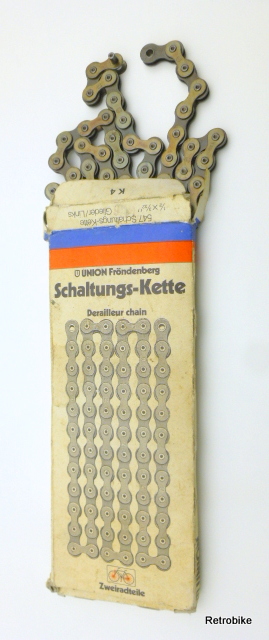 K 4
½ x ³⁄₃₂"
547 Schaltungs-Kette
Glieder/Links
UNION Fröndenberg
Schaltungs-Kette
Derailleur chain
Zweiradteile
Retrobike